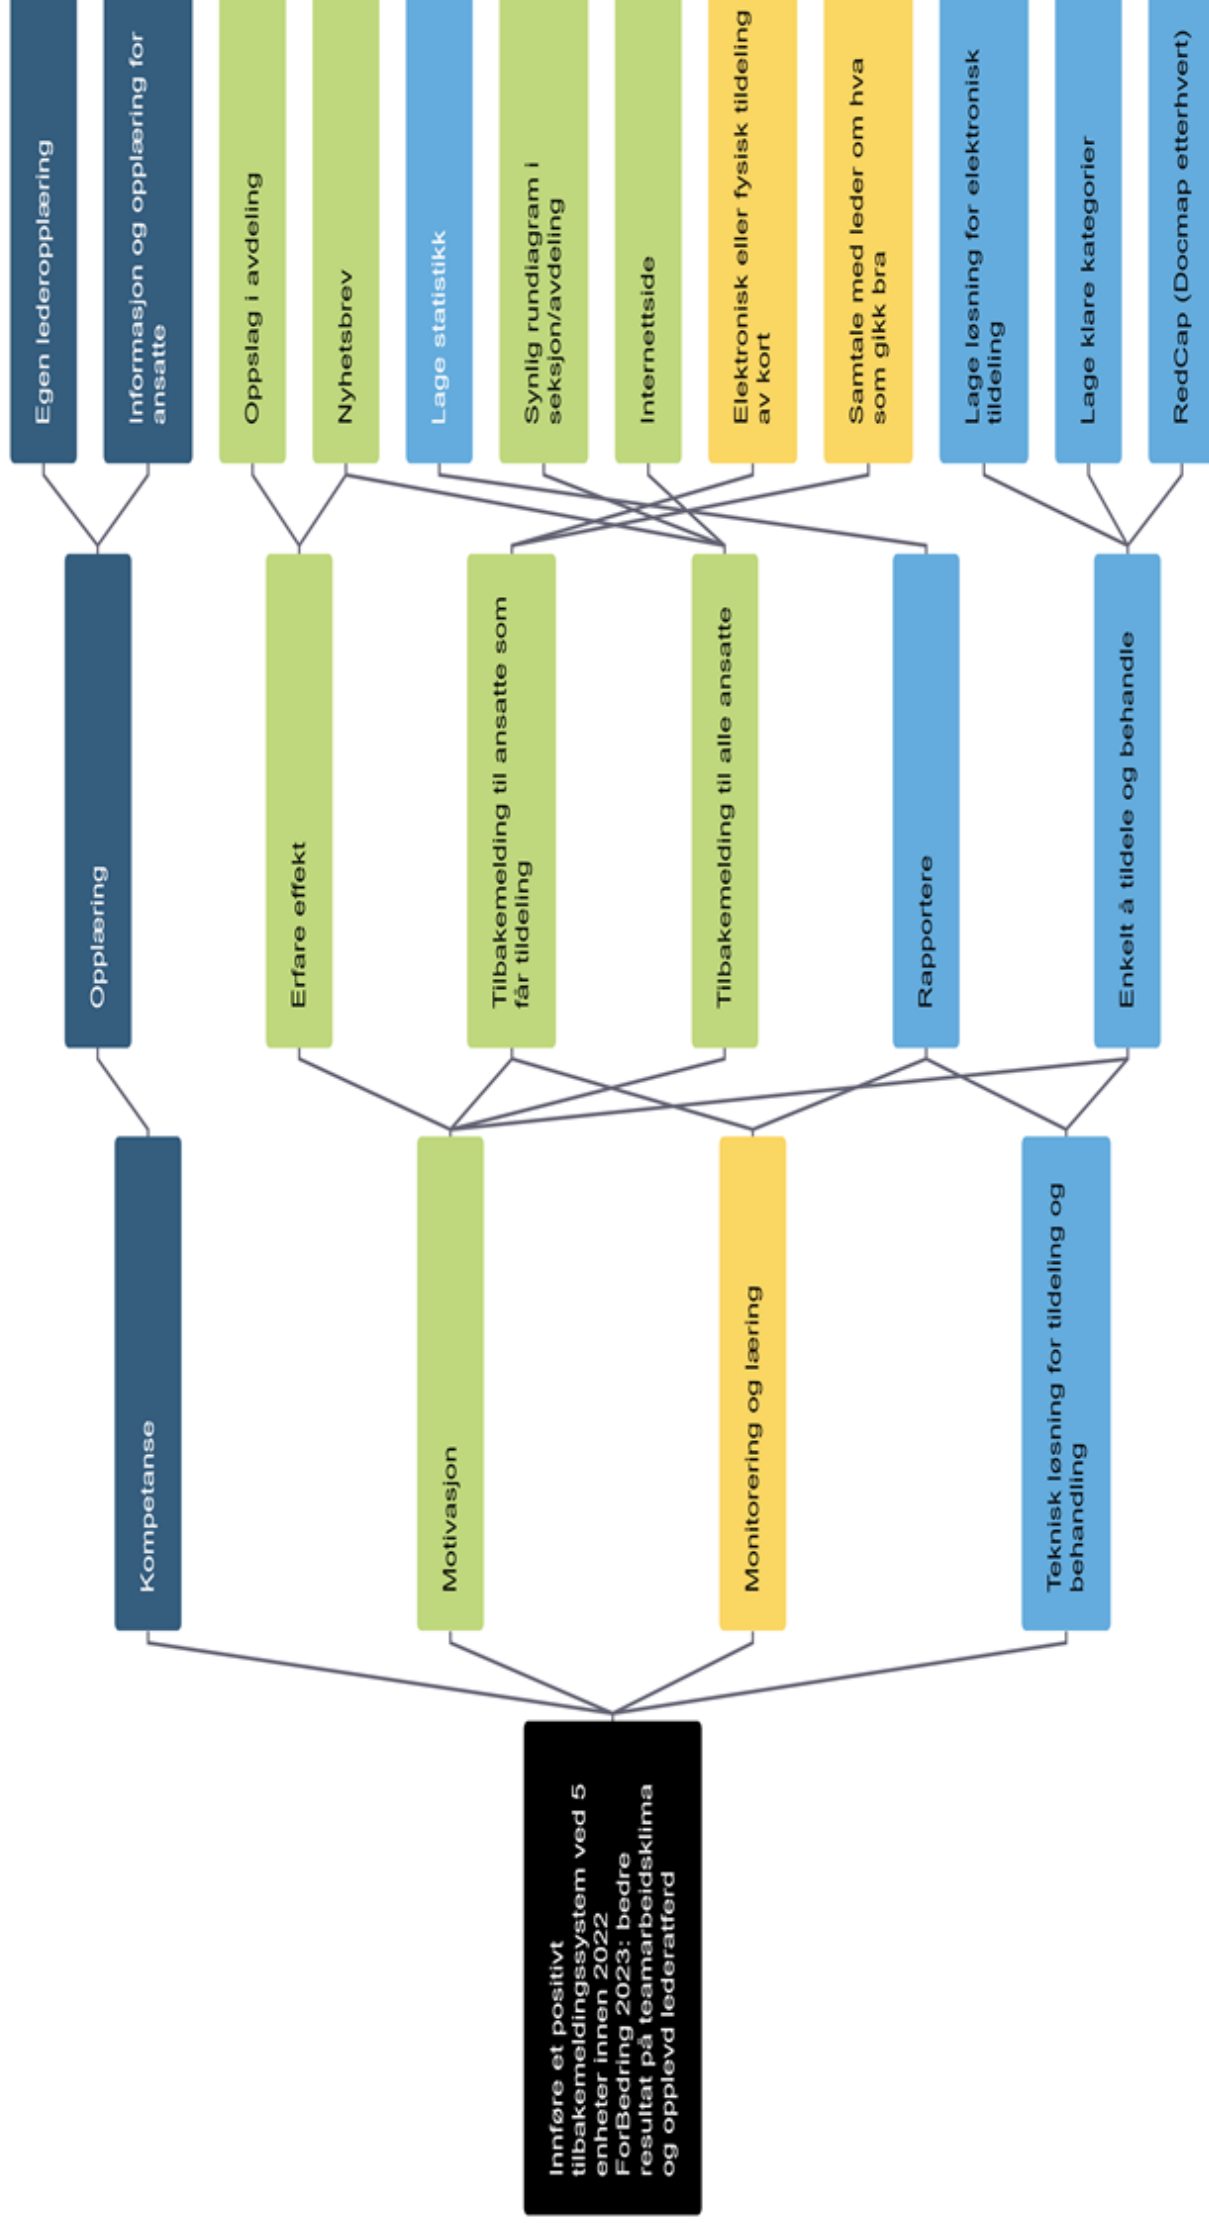 Innføre et positivt
tilbakemeldingssystem ved 5
enheter innen 2022
ForBedring 2023: bedre
resultat på teamarbeidsklima
og opplevd lederatferd
Kompetanse
Motivasjon
Monitorering og læring
Teknisk løsning for tildeling og
behandling
Opplæring
Erfare effekt
Tilbakemelding til ansatte som
får tildeling
Tilbakemelding til alle ansatte
Rapportere
Enkelt å tildele og behandle
Egen lederopplæring
Informasjon og opplæring for
ansatte
Oppslag i avdeling
Nyhetsbrev
Lage statistikk
Synlig rundiagram i
seksjon/avdeling
Internettside
Elektronisk eller fysisk tildeling
av kort
Samtale med leder om hva
som gikk bra
Lage løsning for elektronisk
tildeling
Lage klare kategorier
RedCap (Docmap etterhvert)